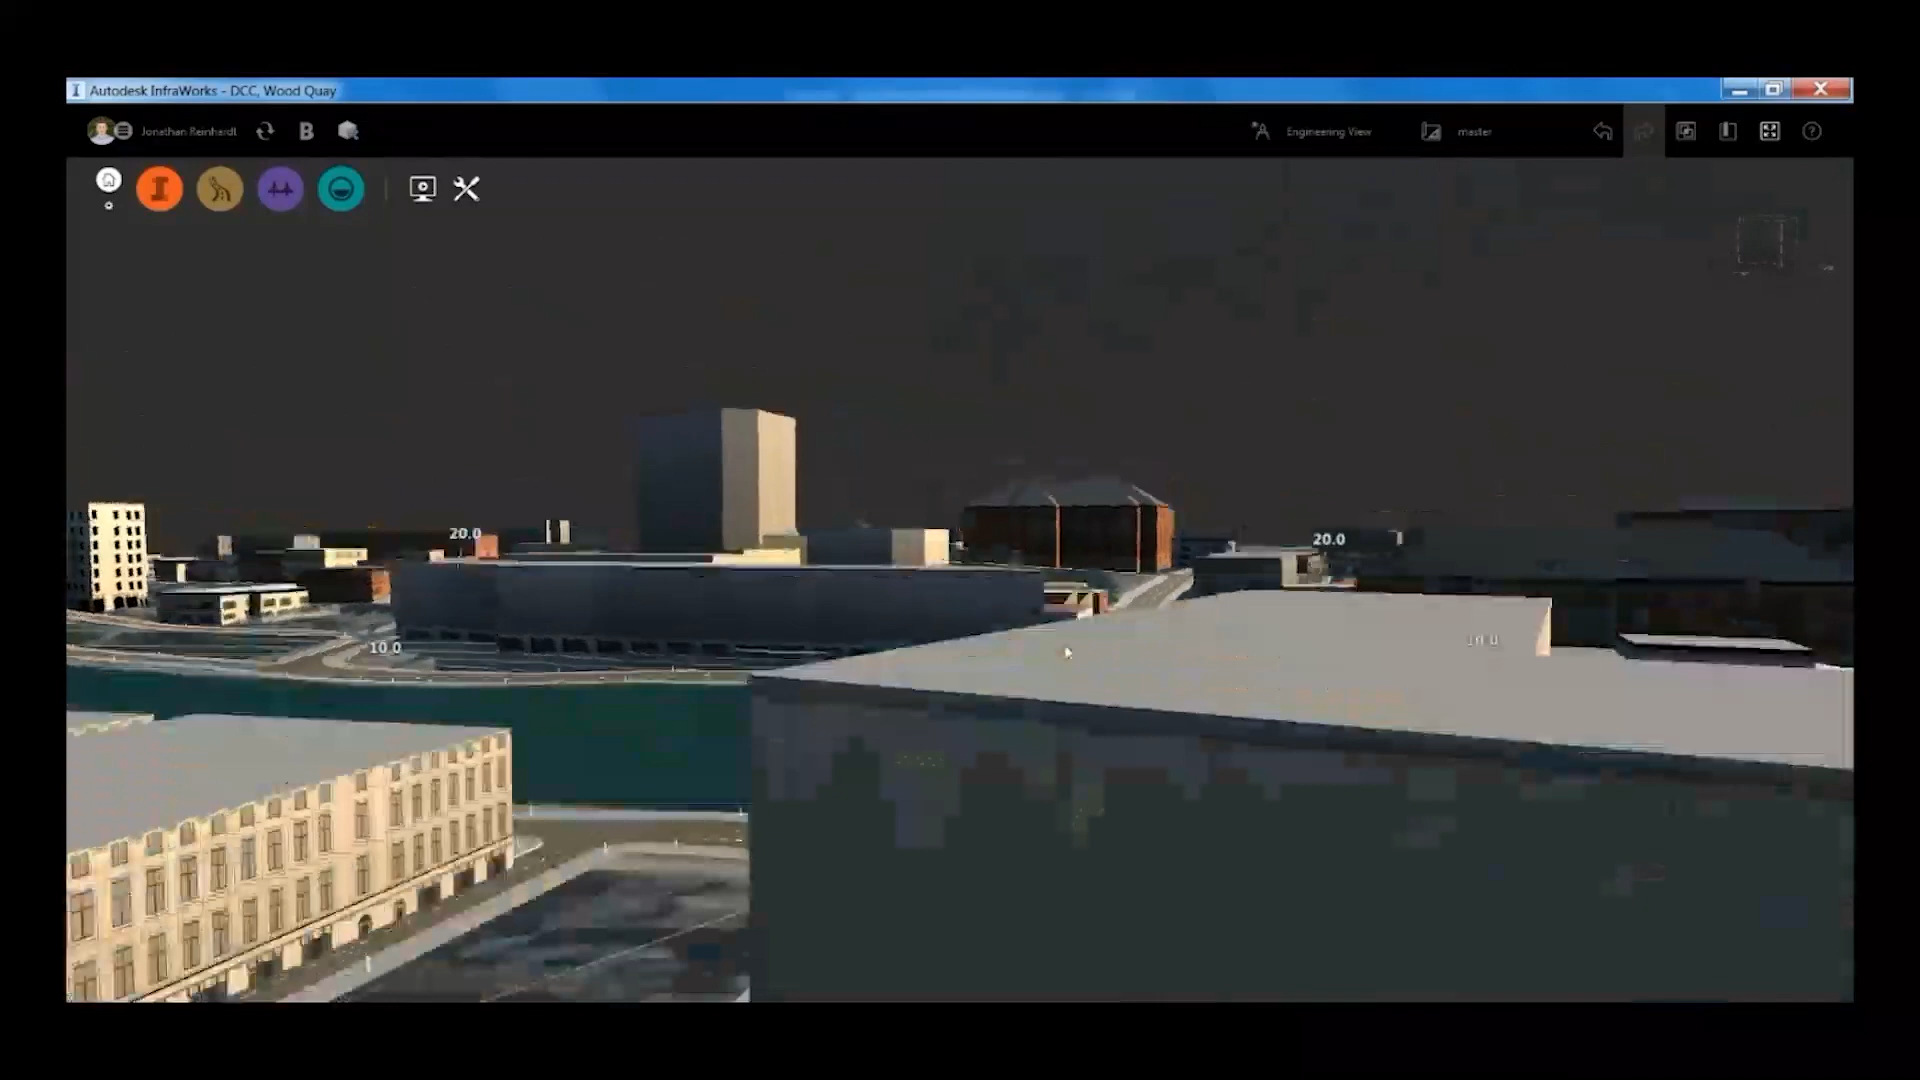 Autodesk InfraWorks - DCC, Wood Quay
Jonathan Reinhardt
B
Engineering View
master
20.0
20.0
10.0
10.0